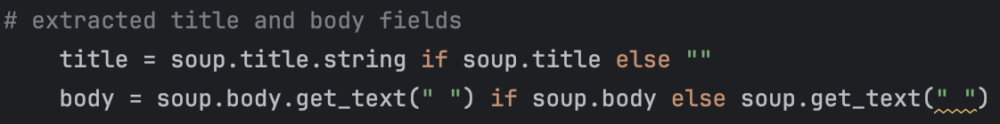 # extracted title and body fields
title = soup.title.string if soup.title else ""
body = soup.body.get_text(" ") if soup.body else soup.get_text(" ")